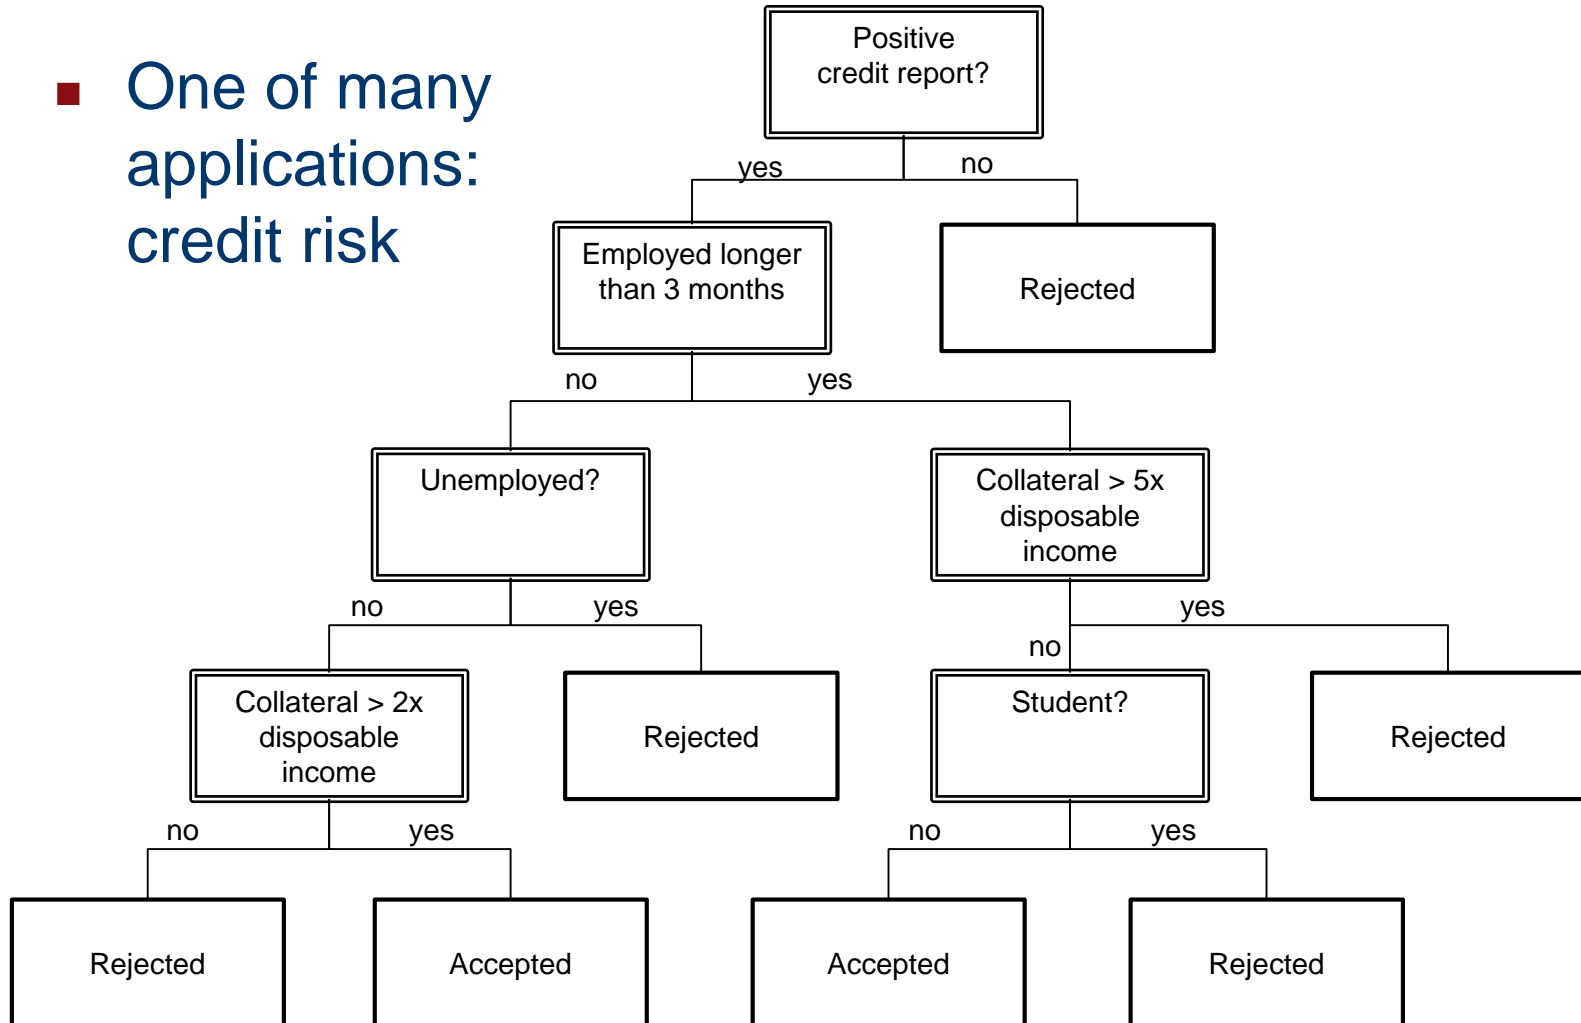 ■ One of many
applications:
credit risk
Positive
credit report?
yes
no
Employed longer
than 3 months
Rejected
no
yes
Unemployed?
Collateral > 5x
disposable
income
no
yes
no
yes
Collateral > 2x
disposable
income
Rejected
Student?
Rejected
no
yes
no
yes
Rejected
Accepted
Accepted
Rejected